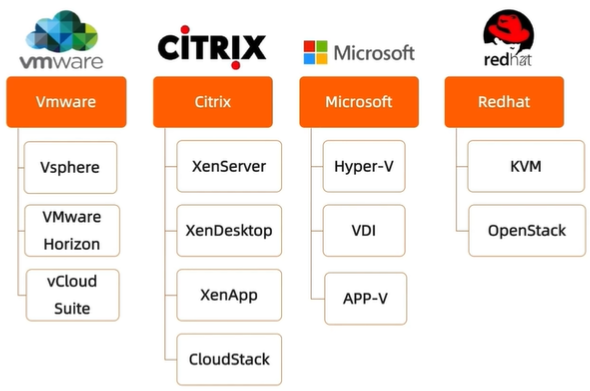 vmware
CITRIX
Microsoft
redhat
Vmware
Citrix
Microsoft
Redhat
Vsphere
VMware
Horizon
vCloud
Suite
XenServer
XenDesktop
XenApp
CloudStack
Hyper-V
VDI
APP-V
KVM
OpenStack